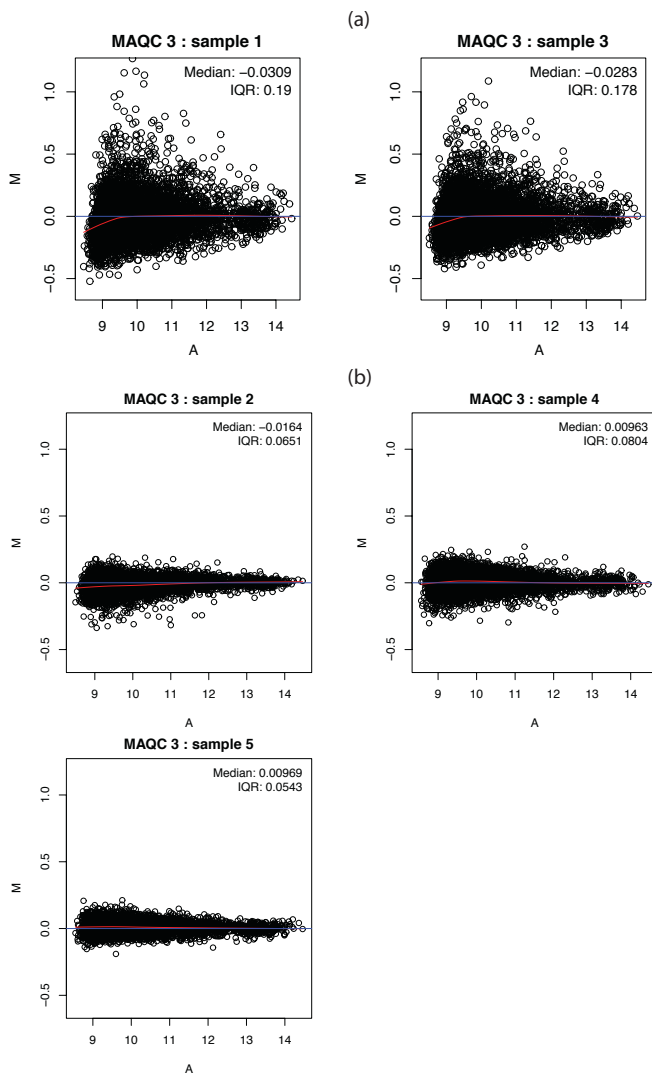 (a)
MAQC 3 : sample 1
Median: −0.0309
IQR: 0.19
M
1.0
0.5
0.0
−0.5
9 10 11 12 13 14
A
MAQC 3 : sample 3
Median: −0.0283
IQR: 0.178
M
1.0
0.5
0.0
−0.5
9 10 11 12 13 14
A
(b)
MAQC 3 : sample 2
Median: −0.0164
IQR: 0.0651
M
1.0
0.5
0.0
−0.5
9 10 11 12 13 14
A
MAQC 3 : sample 4
Median: 0.00963
IQR: 0.0804
M
1.0
0.5
0.0
−0.5
9 10 11 12 13 14
A
MAQC 3 : sample 5
Median: 0.00969
IQR: 0.0543
M
1.0
0.5
0.0
−0.5
9 10 11 12 13 14
A